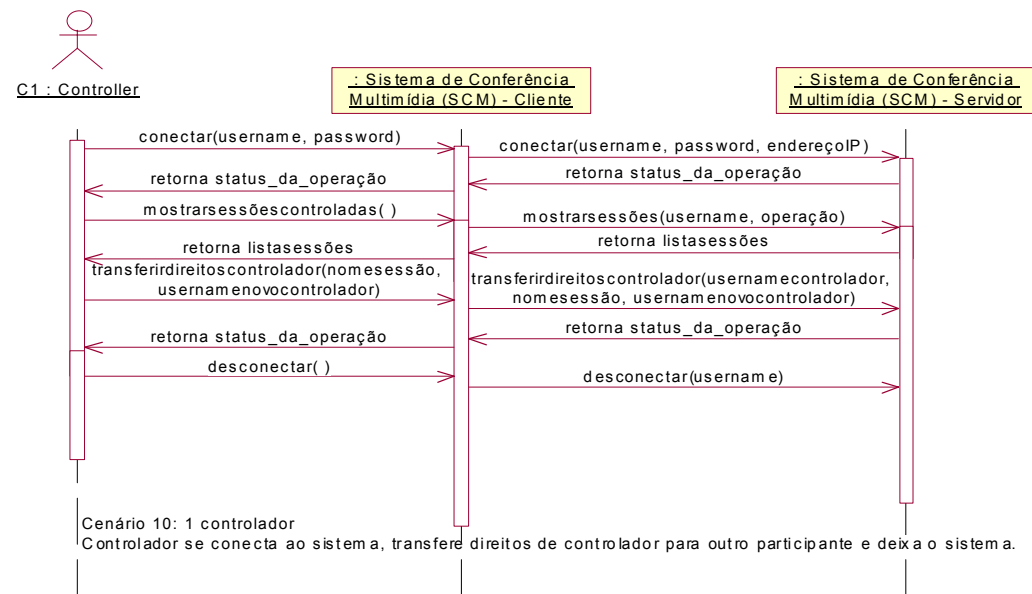 C1 : Controller
: Sistema de Conferência
Multimídia (SCM) - Cliente
: Sistema de Conferência
Multimídia (SCM) - Servidor
conectar(username, password)
conectar(username, password, endereçoIP)
retorna status_da_operação
retorna status_da_operação
mostrarsessõescontroladas( )
mostrarsessões(username, operação)
retorna listasessões
retorna listasessões
transferirdireitoscontrolador(nomesessão,
usernamenovocontrolador)
transferirdireitoscontrolador(usernamecontrolador,
nomesessão, usernamenovocontrolador)
retorna status_da_operação
retorna status_da_operação
desconectar( )
desconectar(username)
Cenário 10: 1 controlador
Controlador se conecta ao sistema, transfere direitos de controlador para outro participante e deixa o sistema.